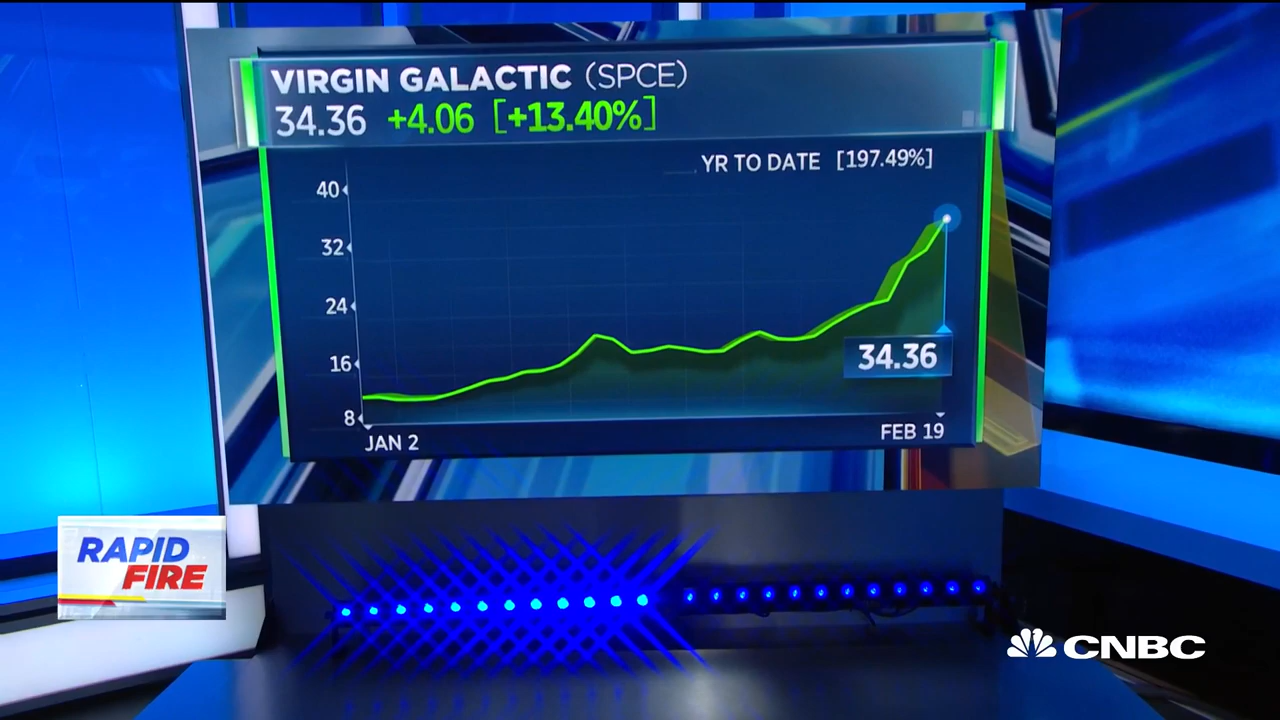 VIRGIN GALACTIC (SPCE)
34.36 +4.06 [+13.40%]
YR TO DATE [197.49%]
40
32
24
16
8
34.36
JAN 2
FEB 19
RAPID
FIRE
CNBC